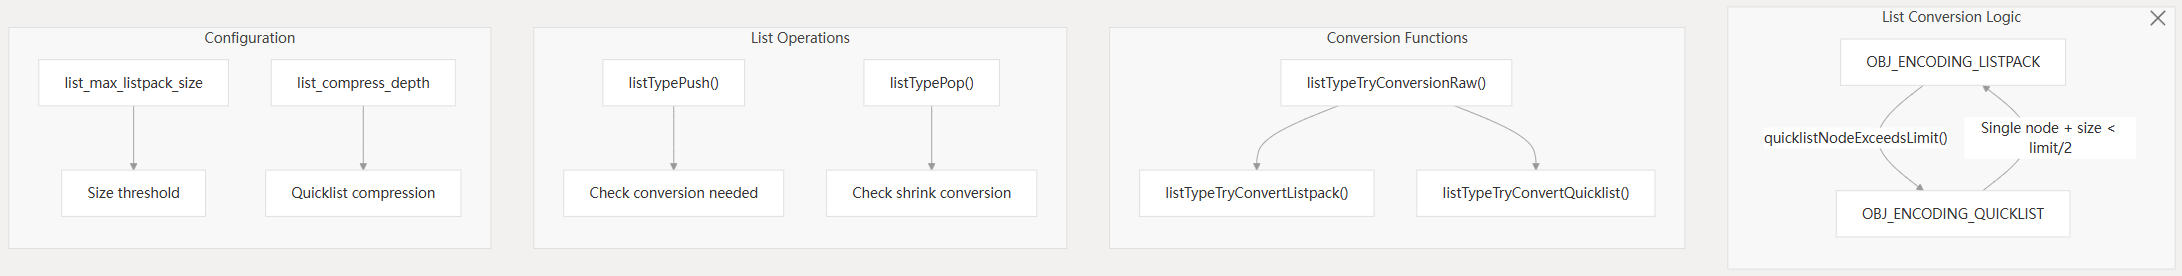 Configuration
list_max_listpack_size
list_compress_depth
Size threshold
Quicklist compression
List Operations
listTypePush()
listTypePop()
Check conversion needed
Check shrink conversion
Conversion Functions
listTypeTryConversionRaw()
listTypeTryConvertListpack()
listTypeTryConvertQuicklist()
List Conversion Logic
OBJ_ENCODING_LISTPACK
quicklistNodeExceedsLimit()
Single node + size <
limit/2
OBJ_ENCODING_QUICKLIST